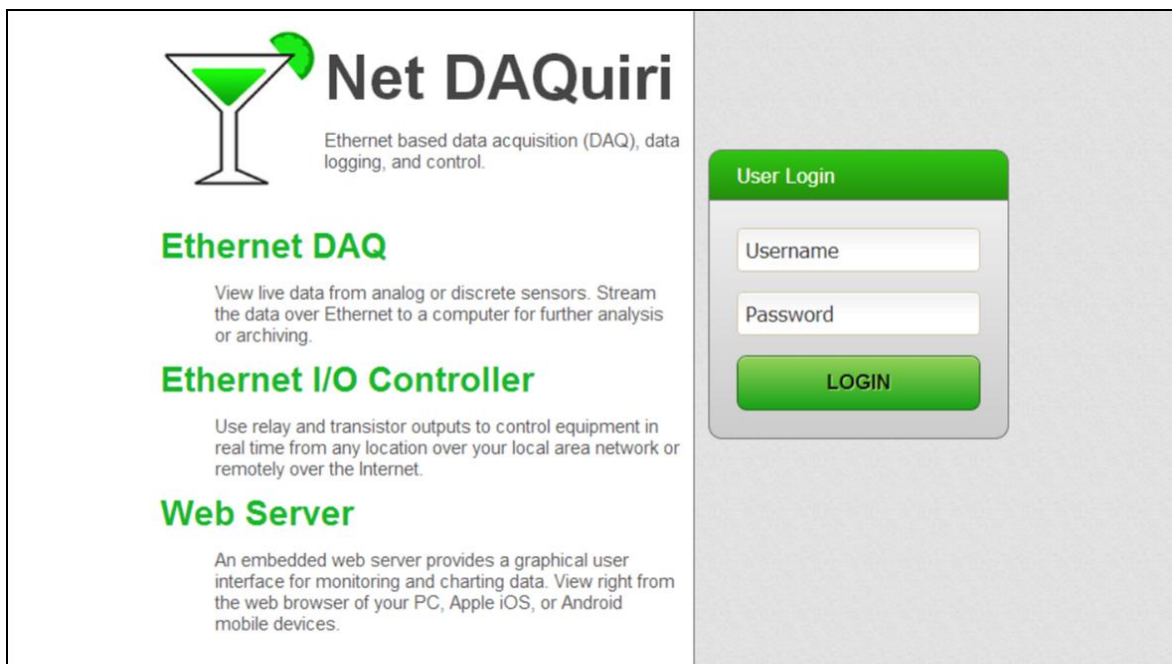 Net DAQuiri
Ethernet based data acquisition (DAQ), data
logging, and control.
Ethernet DAQ
View live data from analog or discrete sensors. Stream
the data over Ethernet to a computer for further analysis
or archiving.
Ethernet I/O Controller
Use relay and transistor outputs to control equipment in
real time from any location over your local area network or
remotely over the Internet.
Web Server
An embedded web server provides a graphical user
interface for monitoring and charting data. View right from
the web browser of your PC, Apple iOS, or Android
mobile devices.
User Login
Username
Password
LOGIN